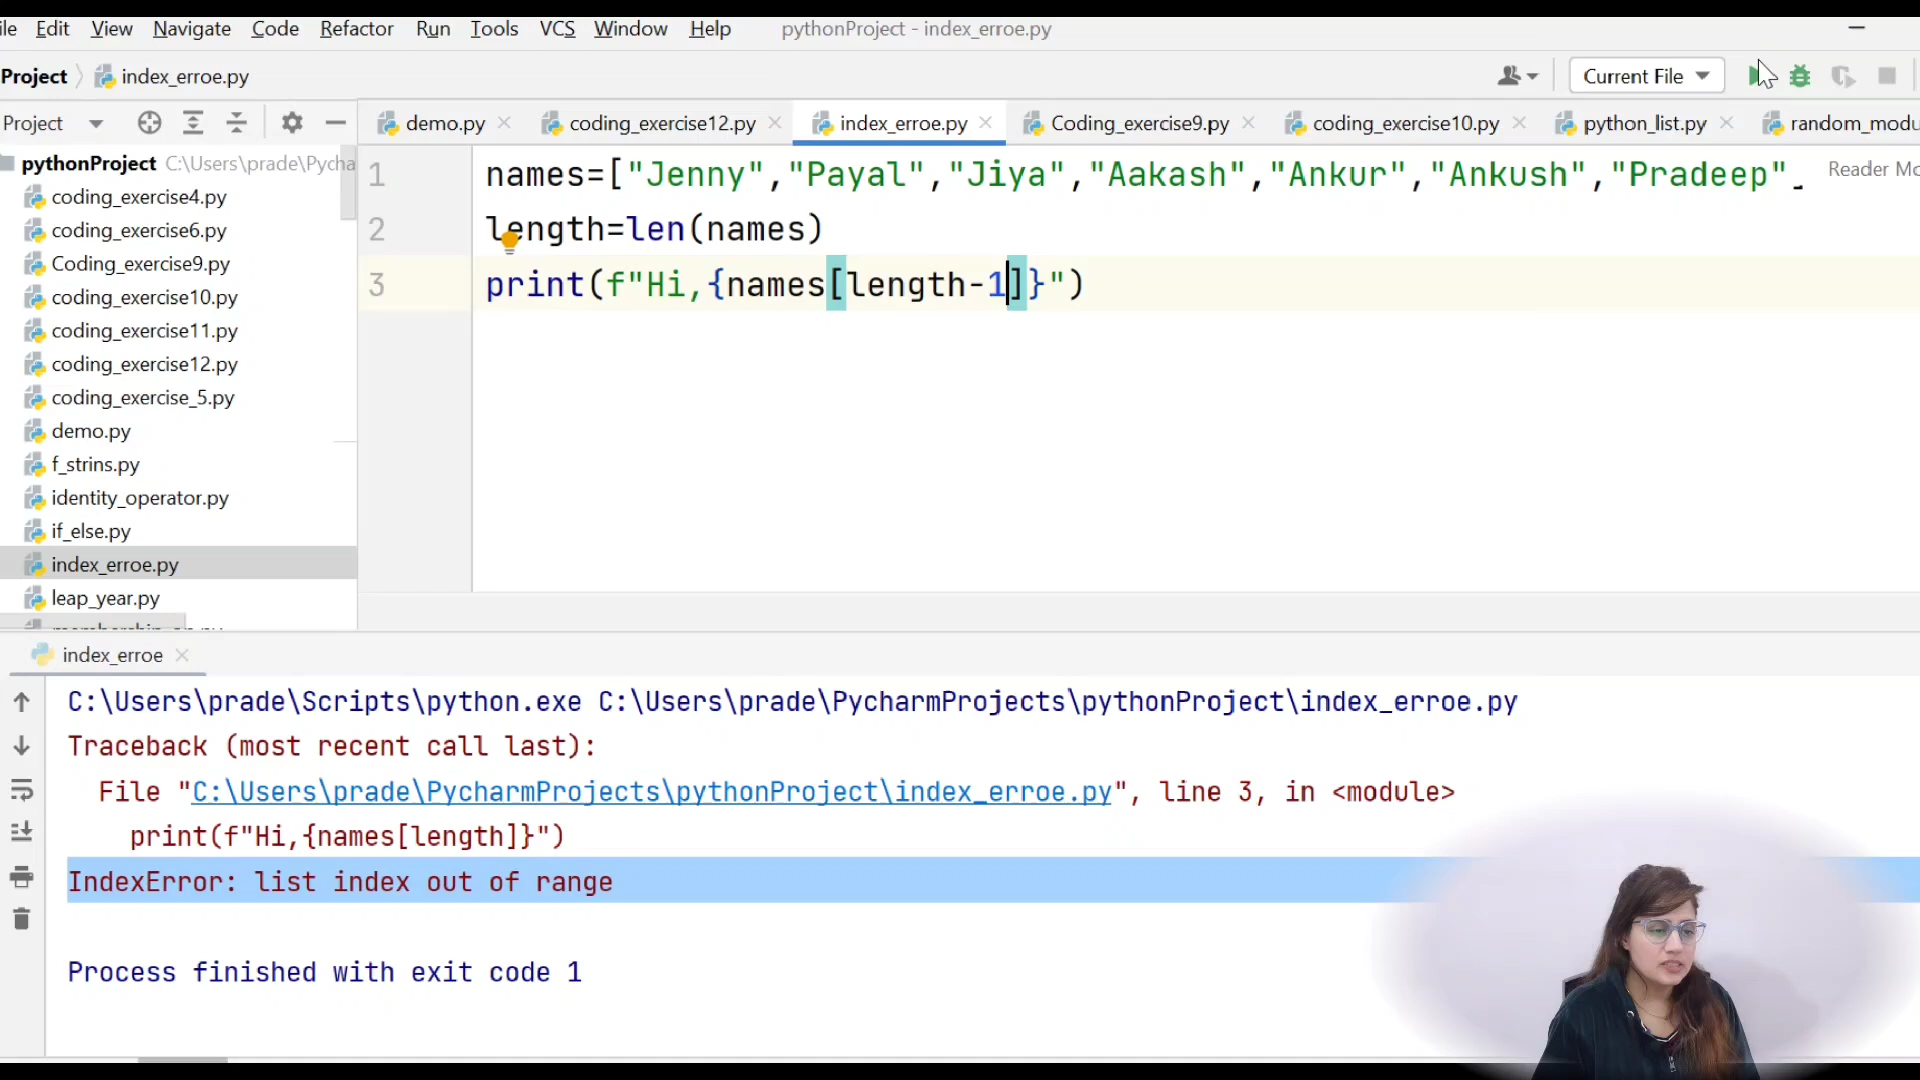 ile Edit View Navigate Code Refactor Run Tools VCS Window Help pythonProject - index_erroe.py
Project index_erroe.py Current File
Project
demo.py coding_exercise12.py index_erroe.py Coding_exercise9.py coding_exercise10.py python_list.py random_modu
pythonProject C:\Users\prade\Pycha
coding_exercise4.py
coding_exercise6.py
Coding_exercise9.py
coding_exercise10.py
coding_exercise11.py
coding_exercise12.py
coding_exercise_5.py
demo.py
f_strins.py
identity_operator.py
if_else.py
index_erroe.py
leap_year.py
1 names=["Jenny","Payal","Jiya","Aakash","Ankur","Ankush","Pradeep"
Reader Mo
2 length=len(names)
3 print(f"Hi,{names[length-1]}")
index_erroe
C:\Users\prade\Scripts\python.exe C:\Users\prade\PycharmProjects\pythonProject\index_erroe.py
Traceback (most recent call last):
File "C:\Users\prade\PycharmProjects\pythonProject\index_erroe.py", line 3, in <module>
print(f"Hi,{names[length]}")
IndexError: list index out of range
Process finished with exit code 1